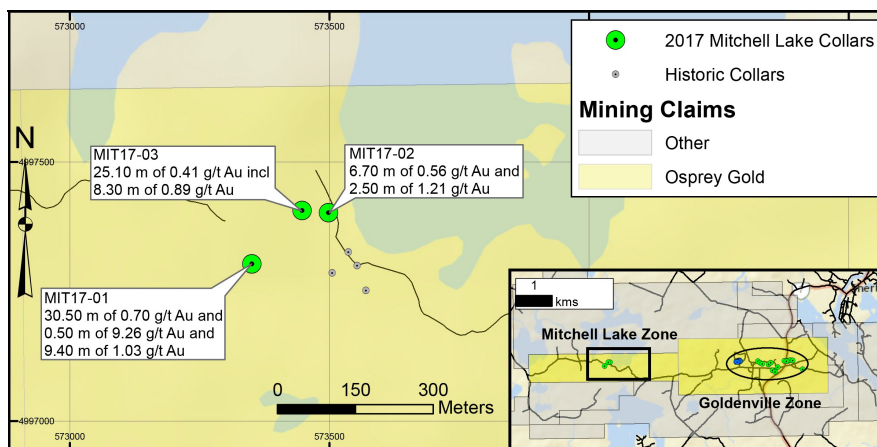 573000
573500
2017 Mitchell Lake Collars
Historic Collars
Mining Claims
Other
Osprey Gold
N
4997500
MIT17-03
25.10 m of 0.41 g/t Au incl
8.30 m of 0.89 g/t Au
MIT17-02
6.70 m of 0.56 g/t Au and
2.50 m of 1.21 g/t Au
MIT17-01
30.50 m of 0.70 g/t Au and
0.50 m of 9.26 g/t Au and
9.40 m of 1.03 g/t Au
0 150 300
Meters
4997000
573000
573500
1
kms
Mitchell Lake Zone
Goldenville Zone